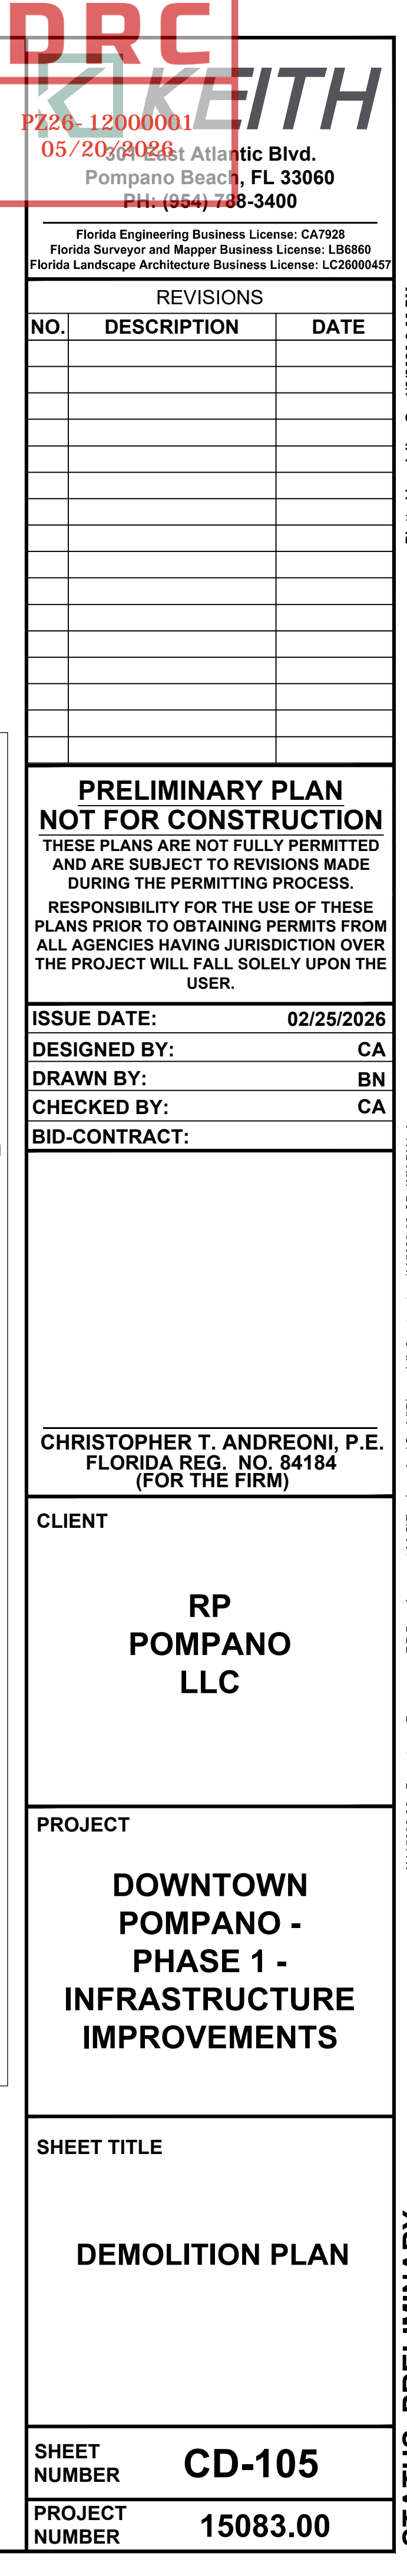 DRC
PZ26-12000001
05/20/2026
KEITH
301 East Atlantic Blvd.
Pompano Beach, FL 33060
PH: (954) 788-3400
Florida Engineering Business License: CA7928
Florida Surveyor and Mapper Business License: LB6860
Florida Landscape Architecture Business License: LC26000457
REVISIONS
NO. DESCRIPTION DATE
PRELIMINARY PLAN
NOT FOR CONSTRUCTION
THESE PLANS ARE NOT FULLY PERMITTED
AND ARE SUBJECT TO REVISIONS MADE
DURING THE PERMITTING PROCESS.
RESPONSIBILITY FOR THE USE OF THESE
PLANS PRIOR TO OBTAINING PERMITS FROM
ALL AGENCIES HAVING JURISDICTION OVER
THE PROJECT WILL FALL SOLELY UPON THE
USER.
ISSUE DATE: 02/25/2026
DESIGNED BY: CA
DRAWN BY: BN
CHECKED BY: CA
BID-CONTRACT:
CHRISTOPHER T. ANDREONI, P.E.
FLORIDA REG. NO. 84184
(FOR THE FIRM)
CLIENT
RP
POMPANO
LLC
PROJECT
DOWNTOWN
POMPANO -
PHASE 1 -
INFRASTRUCTURE
IMPROVEMENTS
SHEET TITLE
DEMOLITION PLAN
SHEET
NUMBER
CD-105
PROJECT
NUMBER
15083.00